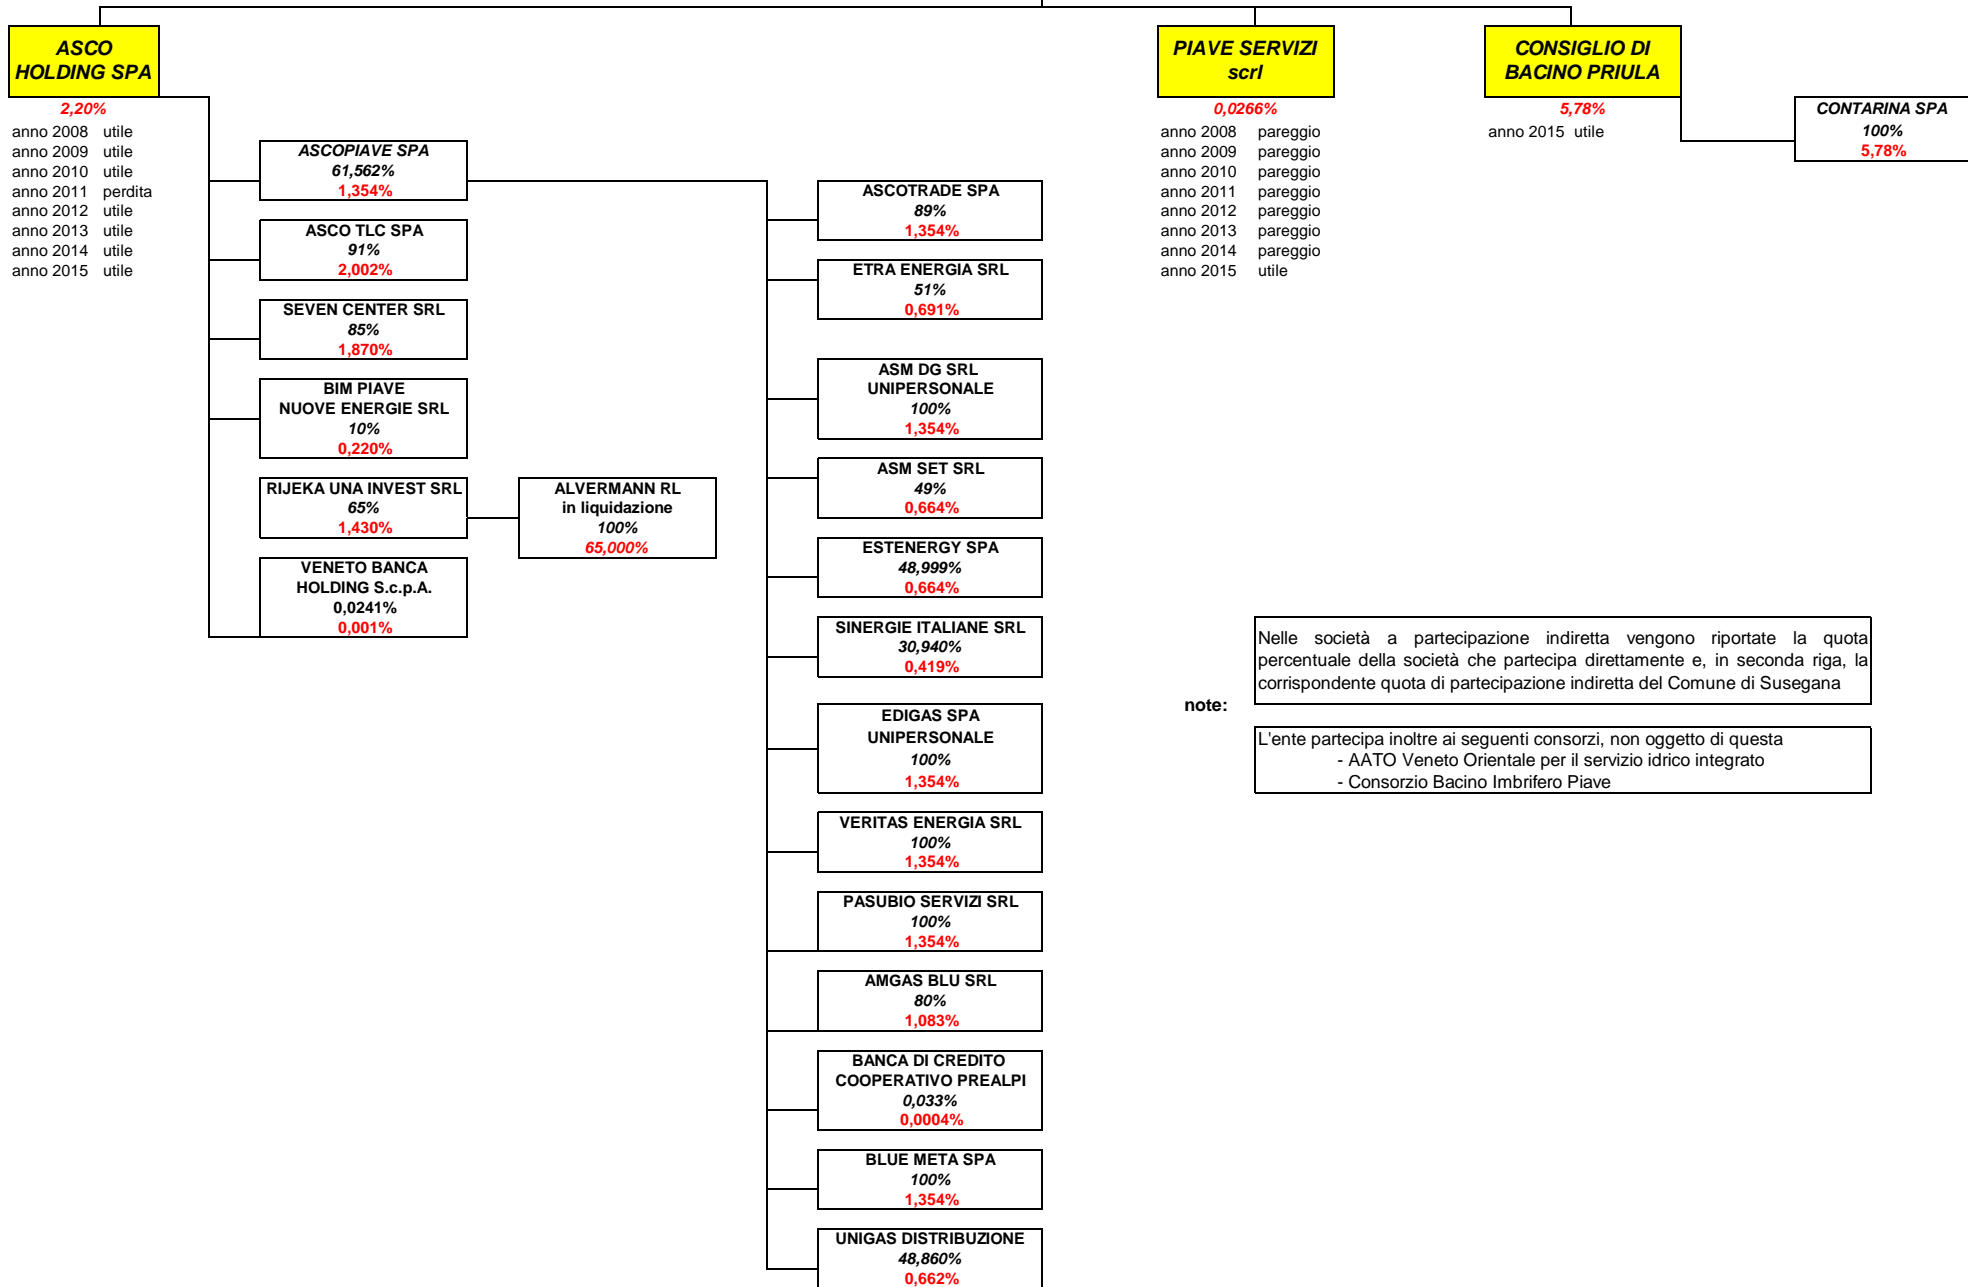 ASCO
HOLDING SPA
2,20%
anno 2008 utile
anno 2009 utile
anno 2010 utile
anno 2011 perdita
anno 2012 utile
anno 2013 utile
anno 2014 utile
anno 2015 utile
ASCOPIAVE SPA
61,562%
1,354%
ASCO TLC SPA
91%
2,002%
SEVEN CENTER SRL
85%
1,870%
BIM PIAVE
NUOVE ENERGIE SRL
10%
0,220%
RIJEKA UNA INVEST SRL
65%
1,430%
VENETO BANCA
HOLDING S.c.p.A.
0,0241%
0,001%
ALVERMANN RL
in liquidazione
100%
65,000%
ASCOTRADE SPA
89%
1,354%
ETRA ENERGIA SRL
51%
0,691%
ASM DG SRL
UNIPERSONALE
100%
1,354%
ASM SET SRL
49%
0,664%
ESTENERGY SPA
48,999%
0,664%
SINERGIE ITALIANE SRL
30,940%
0,419%
EDIGAS SPA
UNIPERSONALE
100%
1,354%
VERITAS ENERGIA SRL
100%
1,354%
PASUBIO SERVIZI SRL
100%
1,354%
AMGAS BLU SRL
80%
1,083%
BANCA DI CREDITO
COOPERATIVO PREALPI
0,033%
0,0004%
BLUE META SPA
100%
1,354%
UNIGAS DISTRIBUZIONE
48,860%
0,662%
PIAVE SERVIZI
scrl
0,0266%
anno 2008 pareggio
anno 2009 pareggio
anno 2010 pareggio
anno 2011 pareggio
anno 2012 pareggio
anno 2013 pareggio
anno 2014 pareggio
anno 2015 utile
CONSIGLIO DI
BACINO PRIULA
5,78%
anno 2015 utile
CONTARINA SPA
100%
5,78%
note:
Nelle società a partecipazione indiretta vengono riportate la quota
percentuale della società che partecipa direttamente e, in seconda riga, la
corrispondente quota di partecipazione indiretta del Comune di Susegana
L'ente partecipa inoltre ai seguenti consorzi, non oggetto di questa
- AATO Veneto Orientale per il servizio idrico integrato
- Consorzio Bacino Imbrifero Piave